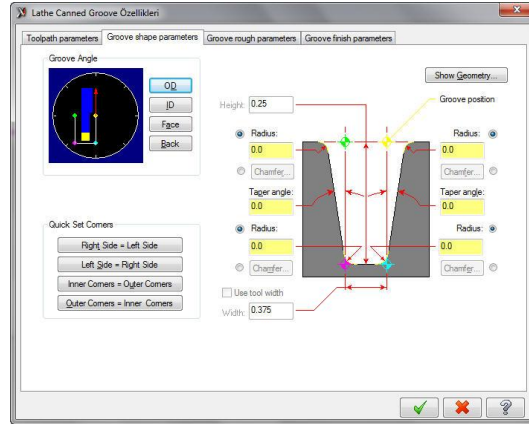 Lathe Canned Groove Özellikleri
Toolpath parameters Groove shape parameters Groove rough parameters Groove finish parameters
Groove Angle
OD
ID
Face
Back
Show Geometry...
Height: 0.25
Groove position
Radius:
0.0
Chamfer...
Taper angle:
0.0
Radius:
0.0
Chamfer...
Radius:
0.0
Chamfer...
Taper angle:
0.0
Radius:
0.0
Chamfer...
Quick Set Corners
Right Side = Left Side
Left Side = Right Side
Inner Corners = Outer Corners
Outer Corners = Inner Corners
Use tool width
Width: 0.375